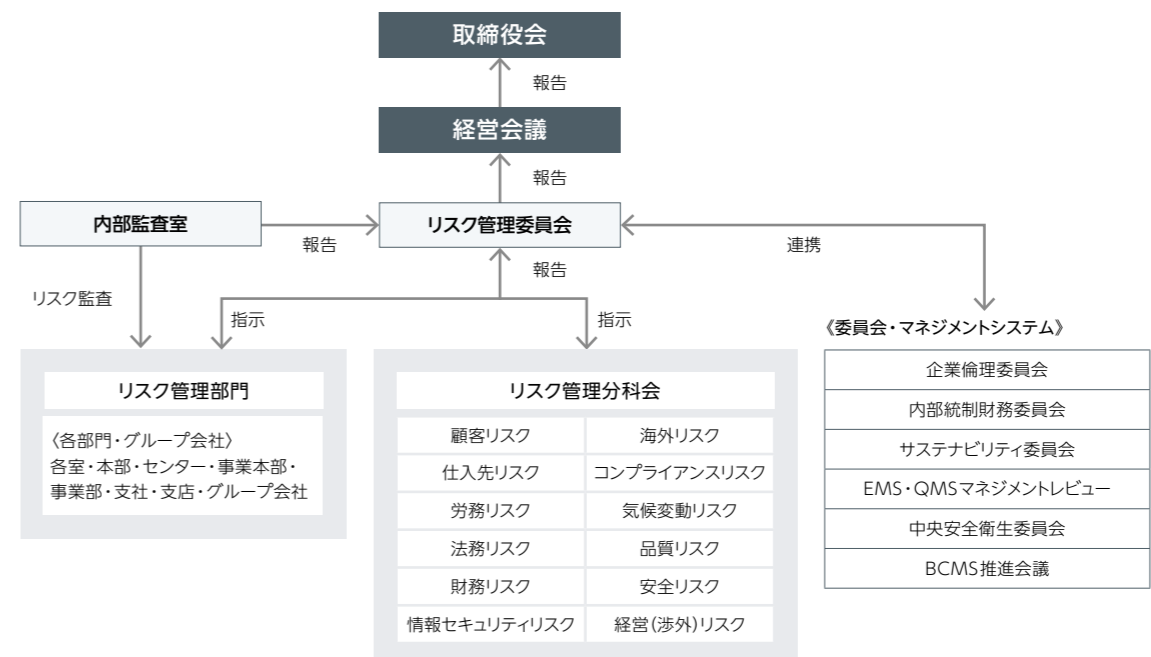 取締役会
報告
経営会議
報告
内部監査室
報告
リスク管理委員会
連携
報告
リスク監査
指示
指示
リスク管理部門
〈各部門・グループ会社〉
各室・本部・センター・事業本部・
事業部・支社・支店・グループ会社
リスク管理分科会
顧客リスク
海外リスク
仕入先リスク
コンプライアンスリスク
労務リスク
気候変動リスク
法務リスク
品質リスク
財務リスク
安全リスク
情報セキュリティリスク
経営(渉外)リスク
《委員会・マネジメントシステム》
企業倫理委員会
内部統制財務委員会
サステナビリティ委員会
EMS・QMSマネジメントレビュー
中央安全衛生委員会
BCMS推進会議